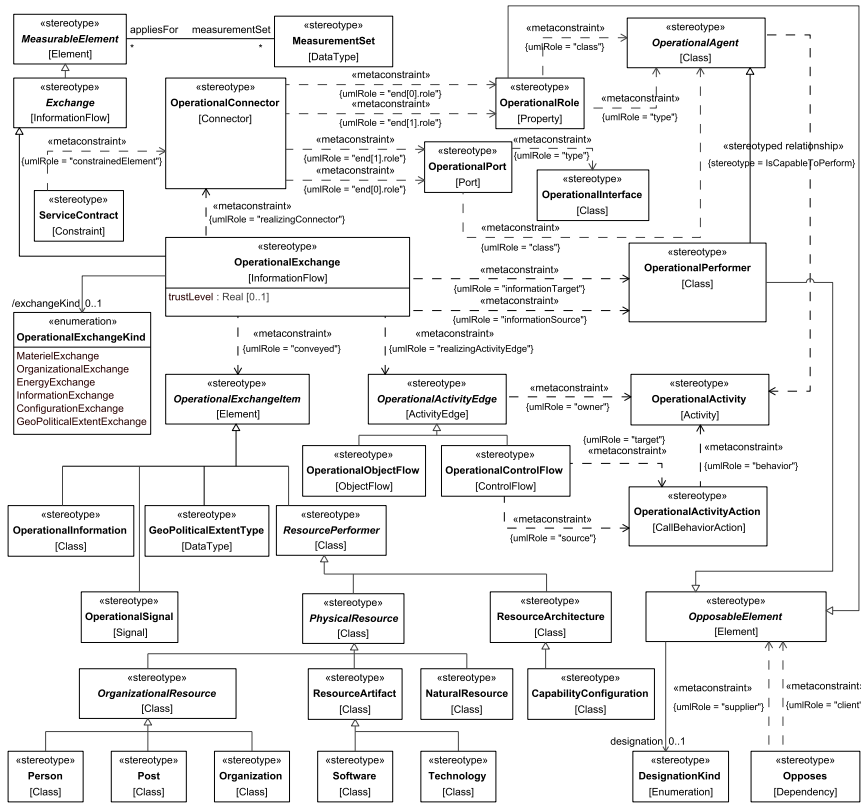 «stereotype»
MeasurableElement
[Element]
appliesFor
measurementSet
*
*
«stereotype»
MeasurementSet
[DataType]
«metaconstraint»
{umlRole = "class"}
«stereotype»
OperationalAgent
[Class]
«stereotype»
Exchange
[InformationFlow]
«stereotype»
OperationalConnector
[Connector]
«metaconstraint»
{umlRole = "end[0].role"}
«metaconstraint»
{umlRole = "end[1].role"}
«stereotype»
OperationalRole
[Property]
«metaconstraint»
{umlRole = "type"}
«metaconstraint»
{umlRole = "constrainedElement"}
«metaconstraint»
{umlRole = "end[1].role"}
«metaconstraint»
{umlRole = "end[0].role"}
«stereotype»
OperationalPort
[Port]
«metaconstraint»
{umlRole = "type"}
«stereotyped relationship»
{stereotype = IsCapableToPerform}
«stereotype»
OperationalInterface
[Class]
«stereotype»
ServiceContract
[Constraint]
«metaconstraint»
{umlRole = "realizingConnector"}
«metaconstraint»
{umlRole = "class"}
«stereotype»
OperationalExchange
[InformationFlow]
trustLevel : Real [0..1]
«metaconstraint»
{umlRole = "informationTarget"}
«metaconstraint»
{umlRole = "informationSource"}
«stereotype»
OperationalPerformer
[Class]
/exchangeKind 0..1
«enumeration»
OperationalExchangeKind
MaterielExchange
OrganizationalExchange
EnergyExchange
InformationExchange
ConfigurationExchange
GeoPoliticalExtentExchange
«metaconstraint»
{umlRole = "conveyed"}
«metaconstraint»
{umlRole = "realizingActivityEdge"}
«stereotype»
OperationalExchangeItem
[Element]
«stereotype»
OperationalActivityEdge
[ActivityEdge]
«metaconstraint»
{umlRole = "owner"}
«stereotype»
OperationalActivity
[Activity]
«stereotype»
OperationalObjectFlow
[ObjectFlow]
«stereotype»
OperationalControlFlow
[ControlFlow]
{umlRole = "target"}
«metaconstraint»
«metaconstraint»
{umlRole = "behavior"}
«stereotype»
OperationalActivityAction
[CallBehaviorAction]
«metaconstraint»
{umlRole = "source"}
«stereotype»
OperationalInformation
[Class]
«stereotype»
GeoPoliticalExtentType
[DataType]
«stereotype»
ResourcePerformer
[Class]
«stereotype»
OperationalSignal
[Signal]
«stereotype»
PhysicalResource
[Class]
«stereotype»
ResourceArchitecture
[Class]
«stereotype»
OpposableElement
[Element]
«stereotype»
OrganizationalResource
[Class]
«stereotype»
ResourceArtifact
[Class]
«stereotype»
NaturalResource
[Class]
«stereotype»
CapabilityConfiguration
[Class]
«metaconstraint»
{umlRole = "supplier"}
«metaconstraint»
{umlRole = "client"
designation 0..1
«stereotype»
Person
[Class]
«stereotype»
Post
[Class]
«stereotype»
Organization
[Class]
«stereotype»
Software
[Class]
«stereotype»
Technology
[Class]
«stereotype»
DesignationKind
[Enumeration]
«stereotype»
Opposes
[Dependency]